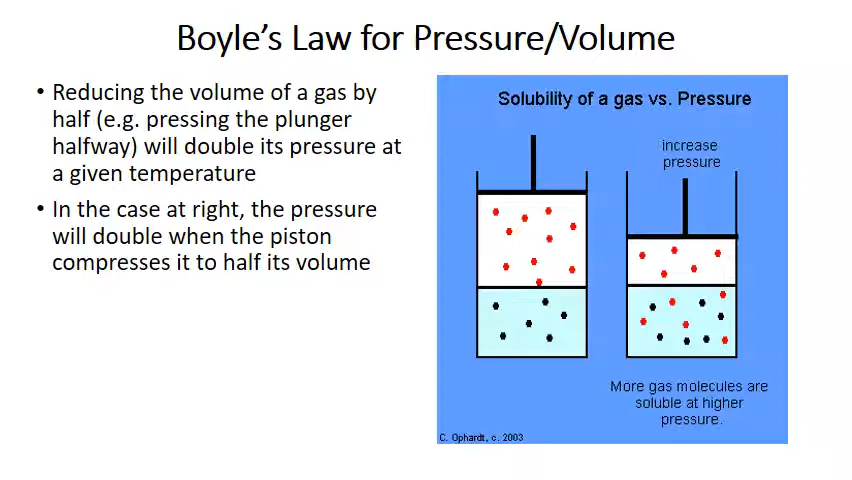 Boyle’s Law for Pressure/Volume
• Reducing the volume of a gas by
half (e.g. pressing the plunger
halfway) will double its pressure at
a given temperature
• In the case at right, the pressure
will double when the piston
compresses it to half its volume
Solubility of a gas vs. Pressure
increase
pressure
More gas molecules are
soluble at higher
pressure.
C. Ophardt, c. 2003